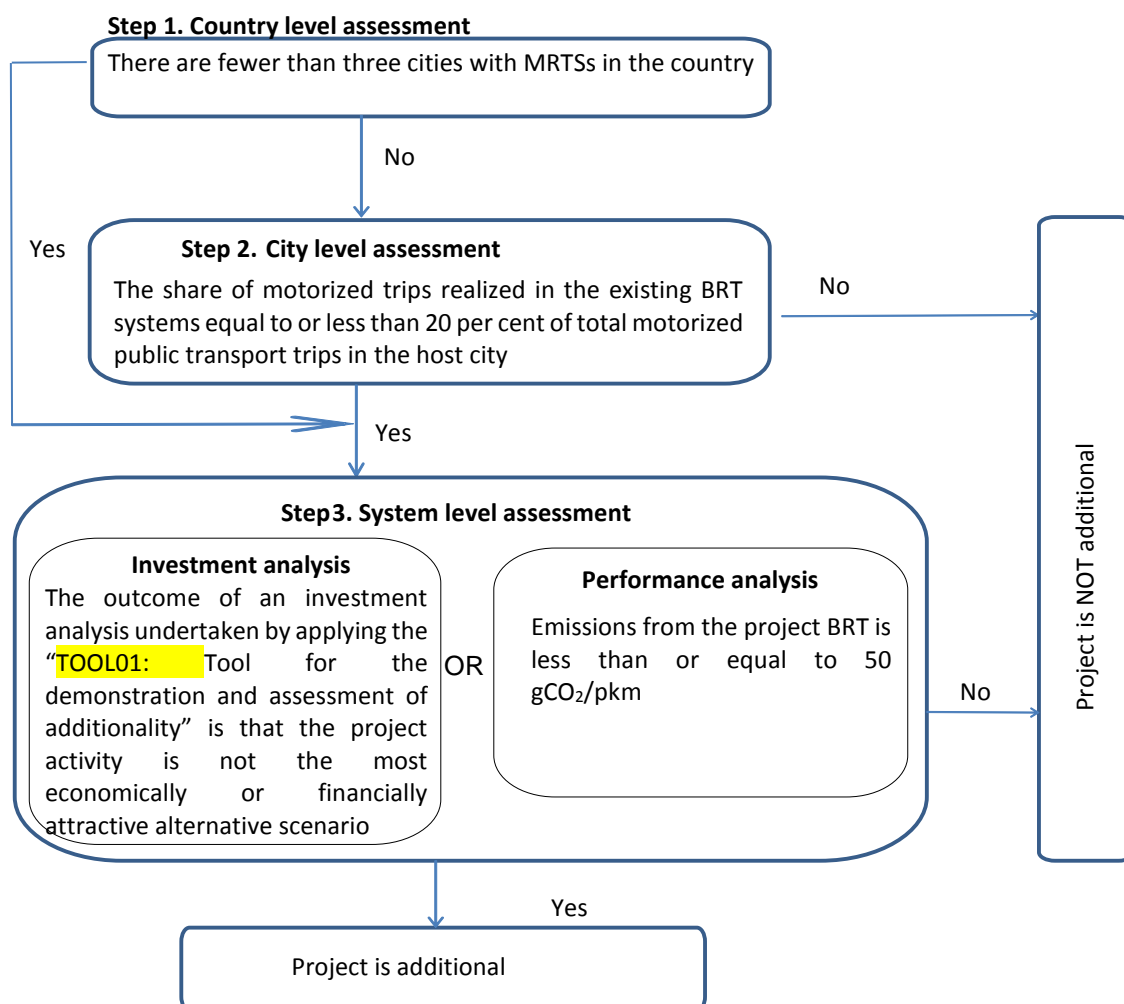 Step 1. Country level assessment
There are fewer than three cities with MRTSs in the country
No
Yes
Step 2. City level assessment
The share of motorized trips realized in the existing BRT
systems equal to or less than 20 per cent of total motorized
public transport trips in the host city
No
Yes
Step3. System level assessment
Investment analysis
The outcome of an investment
analysis undertaken by applying the
“TOOL01: Tool for the
demonstration and assessment of
additionality” is that the project
activity is not the most
economically or financially
attractive alternative scenario
OR
Performance analysis
Emissions from the project BRT is
less than or equal to 50
gCO₂/pkm
No
Project is NOT additional
Yes
Project is additional